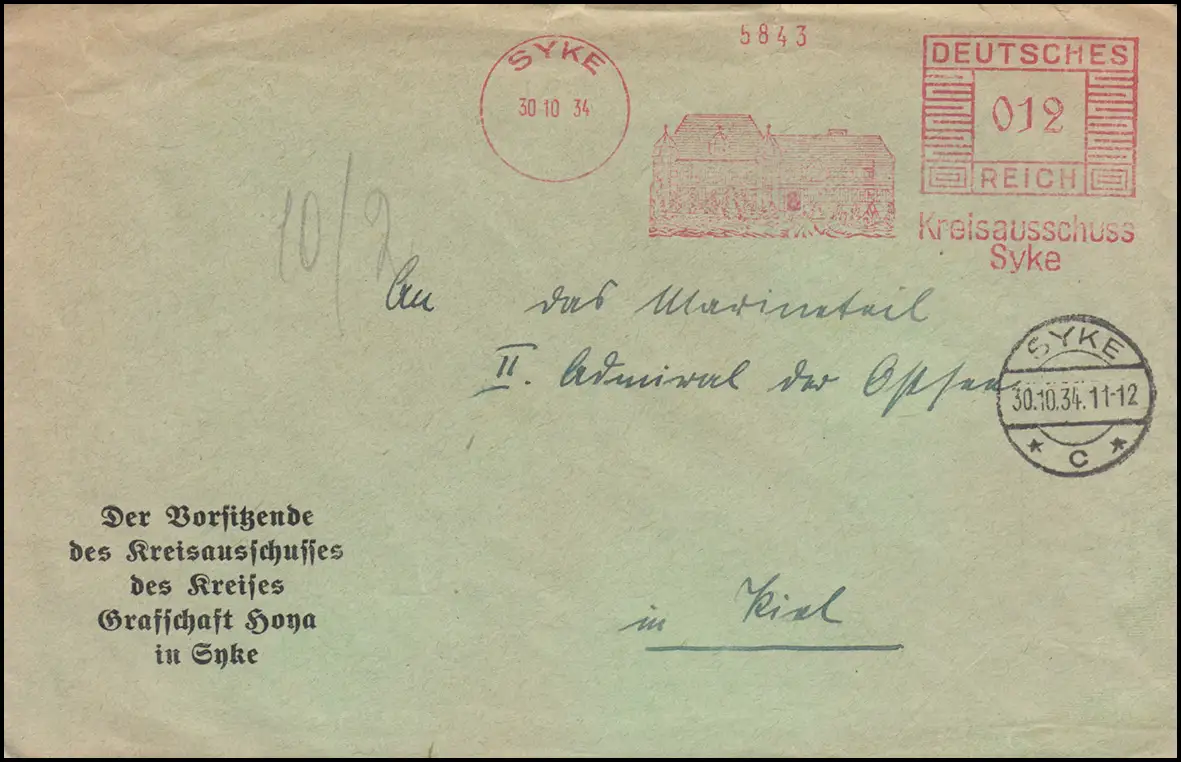 5843
SYKE
30 10 34
DEUTSCHES
012
REICH
Kreisausschuss
Syke
10/2
An das Marineteil
II. Admiral der Ostsee
SYKE
30.10.34.11-12
* C *
Der Vorsitzende
des Kreisausschusses
des Kreises
Grafschaft Hoya
in Syke
in Kiel